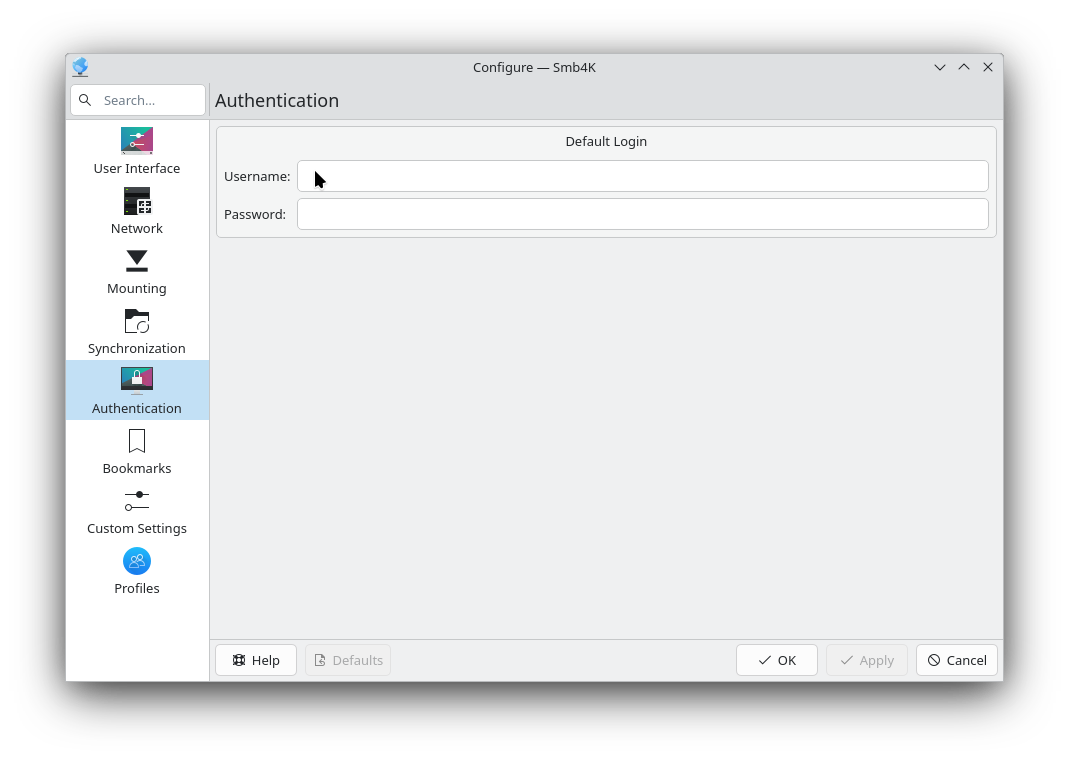 Configure — Smb4K
Search...
Authentication
User Interface
Network
Mounting
Synchronization
Authentication
Bookmarks
Custom Settings
Profiles
Default Login
Username:
Password:
Help
Defaults
OK
Apply
Cancel